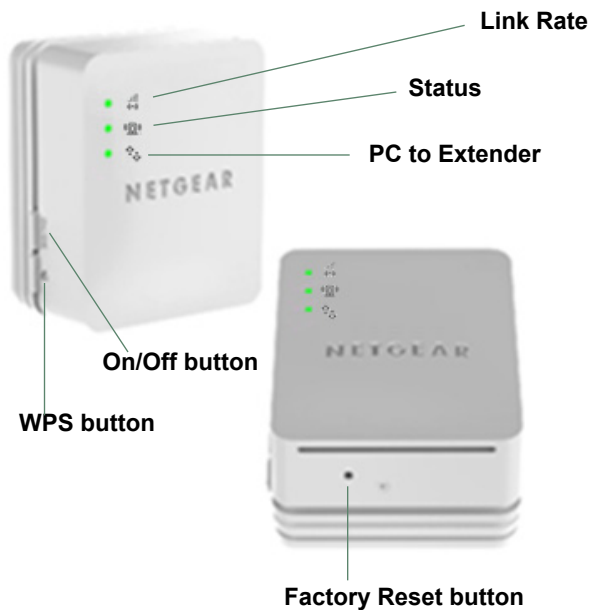 Link Rate
Status
PC to Extender
NETGEAR
On/Off button
WPS button
NETGEAR
Factory Reset button